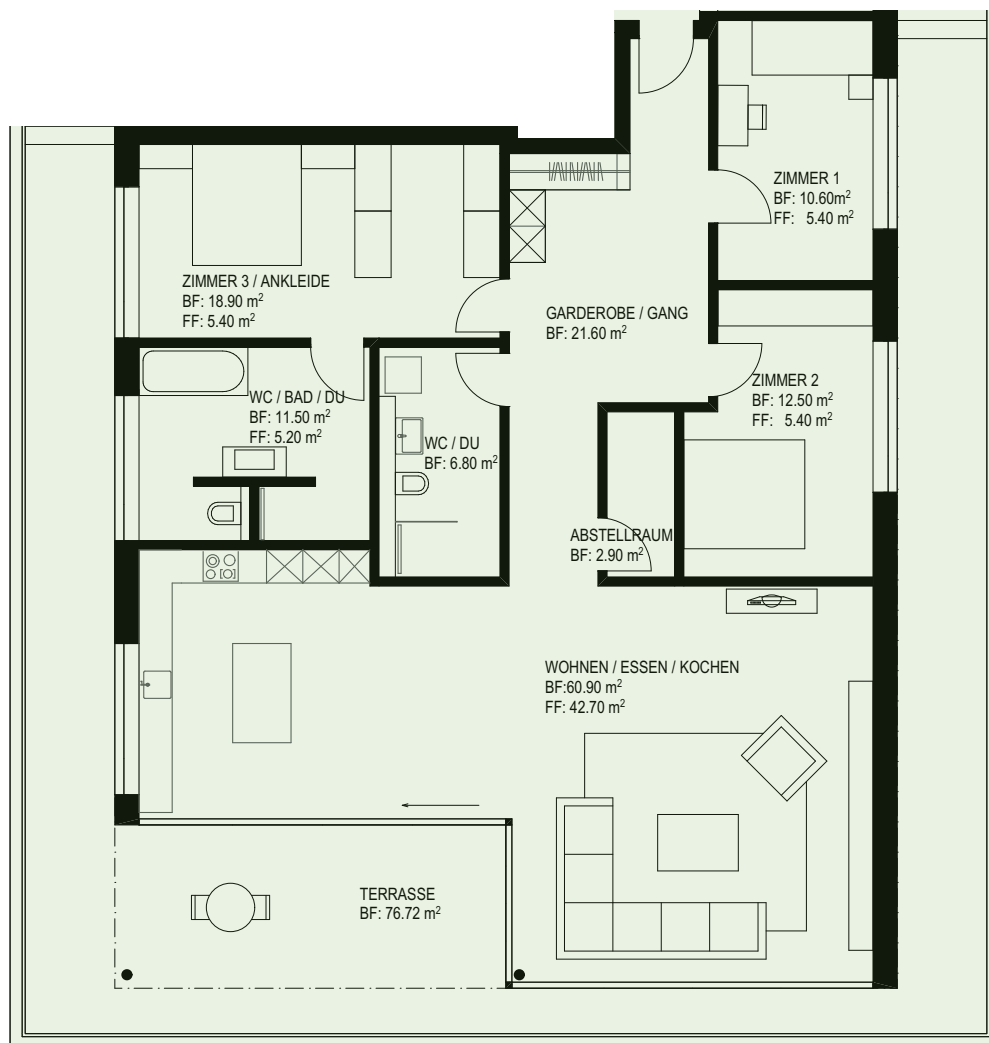 ZIMMER 1
BF: 10.60m²
FF: 5.40 m²
ZIMMER 3 / ANKLEIDE
BF: 18.90 m²
FF: 5.40 m²
GARDEROBE / GANG
BF: 21.60 m²
ZIMMER 2
BF: 12.50 m²
FF: 5.40 m²
WC / BAD / DU
BF: 11.50 m²
FF: 5.20 m²
WC / DU
BF: 6.80 m²
ABSTELLRAUM
BF: 2.90 m²
WOHNEN / ESSEN / KOCHEN
BF:60.90 m²
FF: 42.70 m²
TERRASSE
BF: 76.72 m²